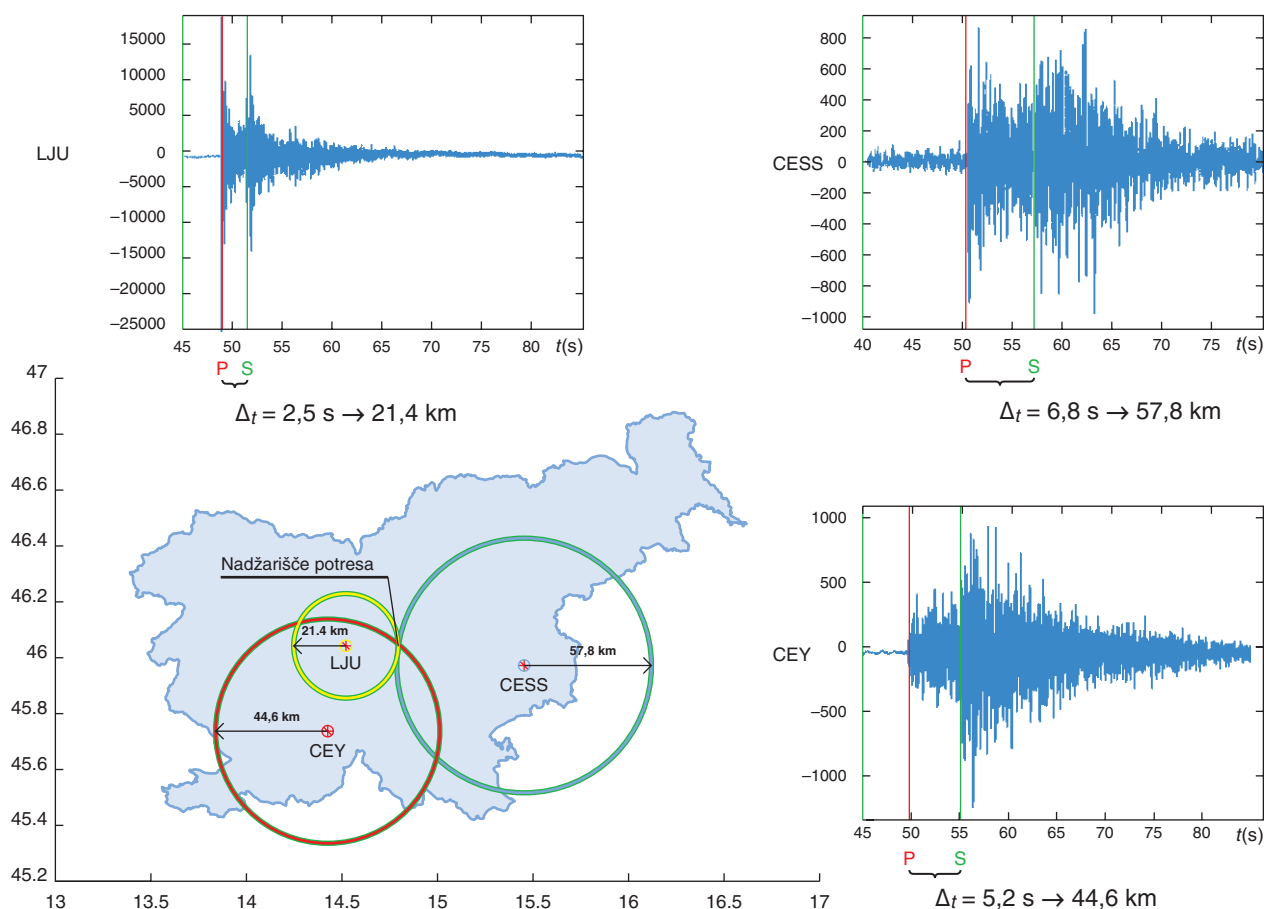 15000
10000
5000
0
−5000
−10000
−15000
−20000
−25000
LJU
45 50 55 60 65 70 75 80 t(s)
P S
Δt = 2,5 s → 21,4 km
800
600
400
200
0
−200
−400
−600
−800
−1000
CESS
40 45 50 55 60 65 70 75 t(s)
P S
Δt = 6,8 s → 57,8 km
47
46.8
46.6
46.4
46.2
46
45.8
45.6
45.4
45.2
13 13.5 14 14.5 15 15.5 16 16.5 17
Nadžarišče potresa
21.4 km
LJU
57,8 km
CESS
44,6 km
CEY
1000
500
0
−500
−1000
CEY
45 50 55 60 65 70 75 80 t(s)
P S
Δt = 5,2 s → 44,6 km